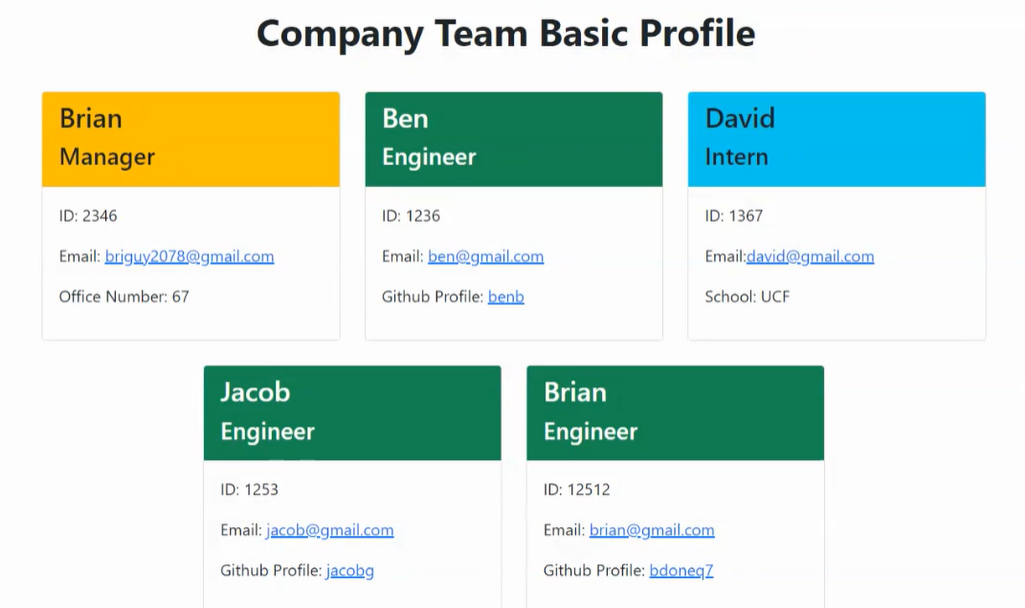 Company Team Basic Profile
Brian
Manager
ID: 2346
Email: briguy2078@gmail.com
Office Number: 67
Ben
Engineer
ID: 1236
Email: ben@gmail.com
Github Profile: benb
David
Intern
ID: 1367
Email:david@gmail.com
School: UCF
Jacob
Engineer
ID: 1253
Email: jacob@gmail.com
Github Profile: jacobg
Brian
Engineer
ID: 12512
Email: brian@gmail.com
Github Profile: bdoneq7